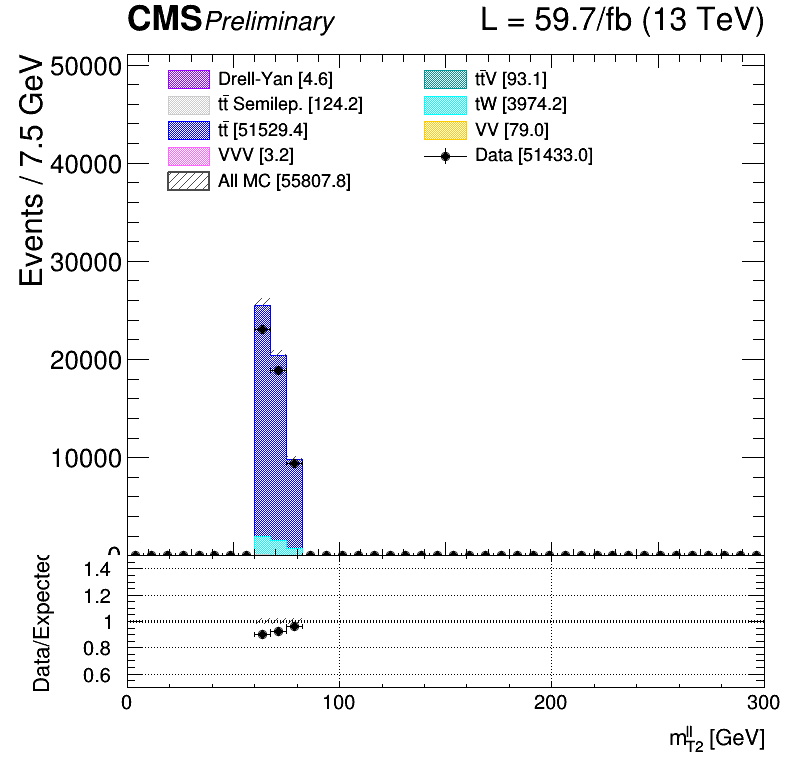 CMS Preliminary L = 59.7/fb (13 TeV)
Events / 7.5 GeV
50000
40000
30000
20000
10000
0
Drell-Yan [4.6]
tt̄ Semilep. [124.2]
tt̄ [51529.4]
VVV [3.2]
All MC [55807.8]
tt̄V [93.1]
tW [3974.2]
VV [79.0]
Data [51433.0]
Data/Expected
1.4
1.2
1
0.8
0.6
0 100 200 300
m_T2^ll [GeV]